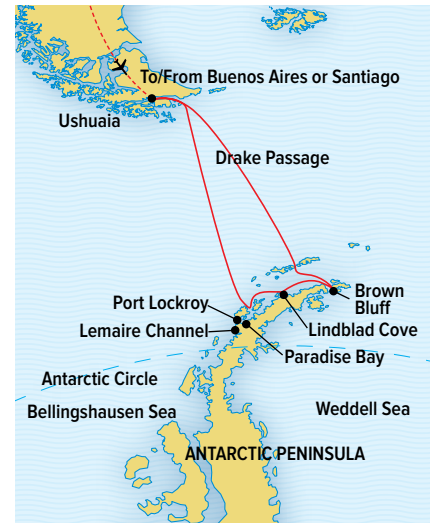 To/From Buenos Aires or Santiago
Ushuaia
Drake Passage
Port Lockroy
Brown
Bluff
Lemaire Channel
Lindblad Cove
Paradise Bay
Antarctic Circle
Bellingshausen Sea
Weddell Sea
ANTARCTIC PENINSULA